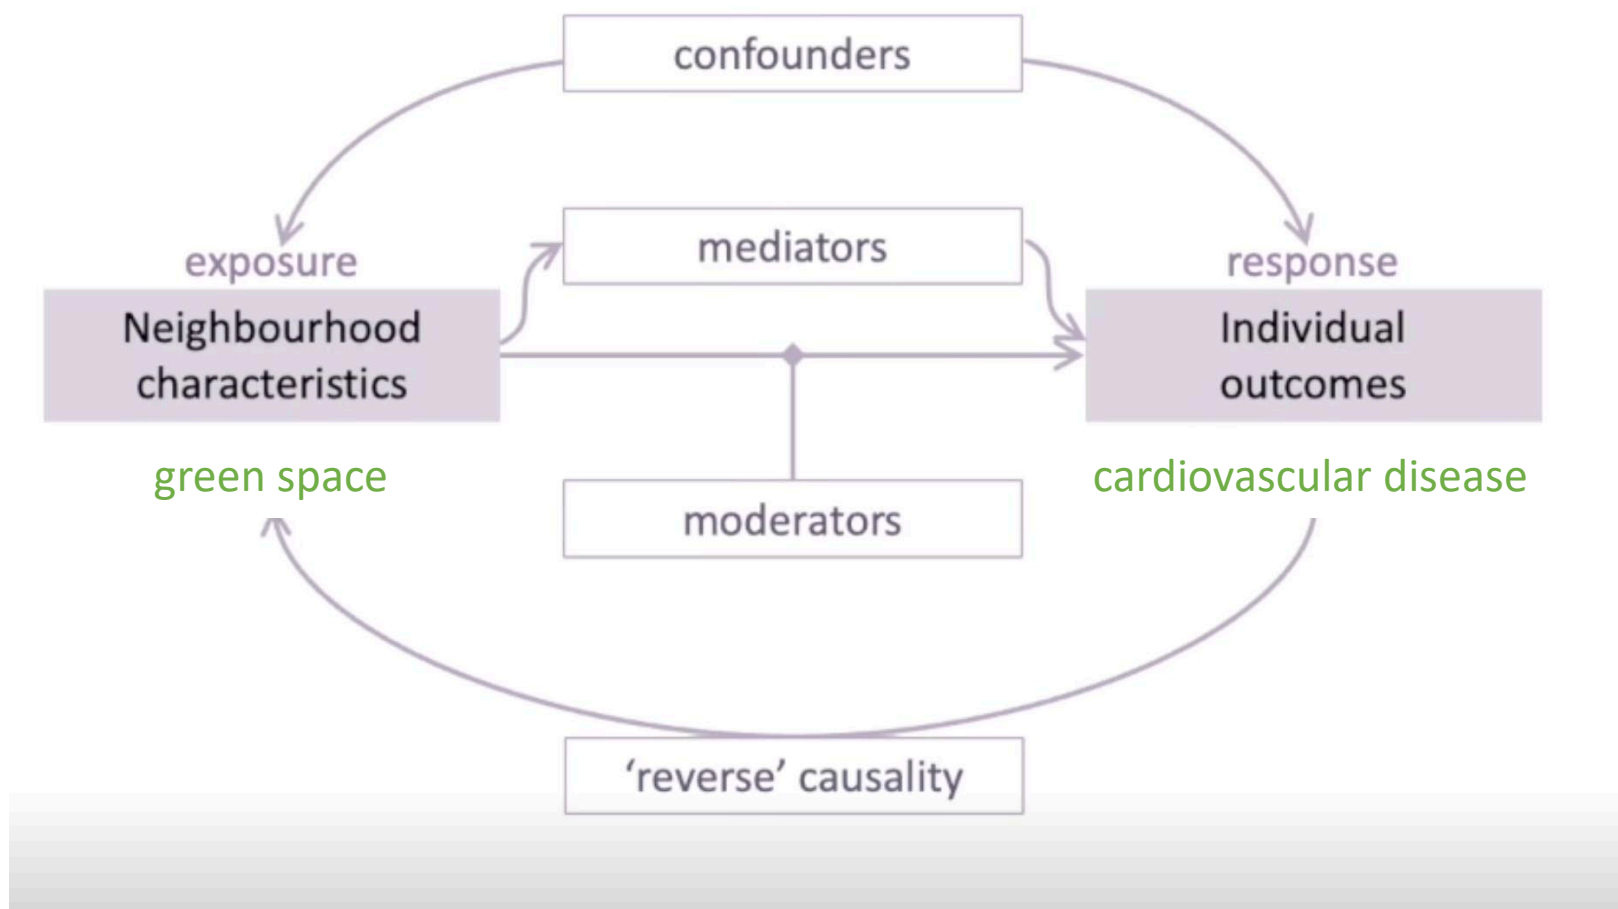 confounders
mediators
exposure
response
Neighbourhood
characteristics
Individual
outcomes
green space
cardiovascular disease
moderators
‘reverse’ causality